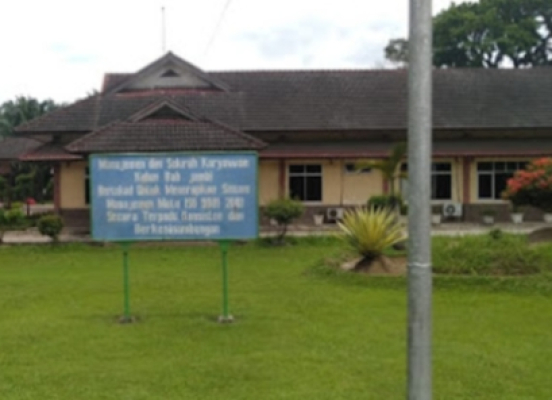 Manajemen dan Seluruh Karyawan
Kebun
Bertekad Untuk Menerapkan Sistem
Manajemen Mutu ISO 9001
Secara Terpadu Konsisten dan
Berkesinambungan